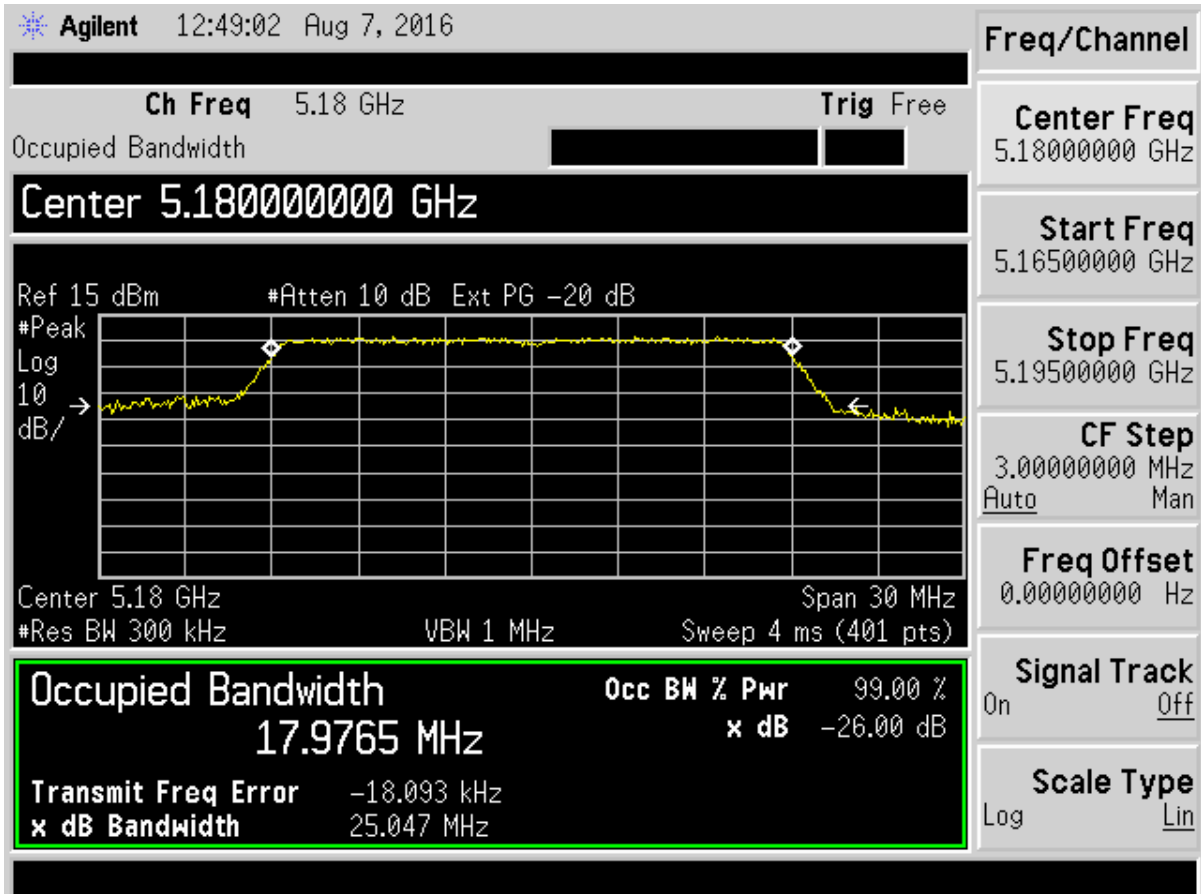 Agilent 12:49:02 Aug 7, 2016
Ch Freq 5.18 GHz Trig Free
Occupied Bandwidth
Center 5.180000000 GHz
Ref 15 dBm #Atten 10 dB Ext PG -20 dB
#Peak
Log
10
dB/
Center 5.18 GHz Span 30 MHz
#Res BW 300 kHz VBW 1 MHz Sweep 4 ms (401 pts)
Occupied Bandwidth Occ BW % Pwr 99.00 %
17.9765 MHz x dB -26.00 dB
Transmit Freq Error -18.093 kHz
x dB Bandwidth 25.047 MHz
Freq/Channel
Center Freq
5.18000000 GHz
Start Freq
5.16500000 GHz
Stop Freq
5.19500000 GHz
CF Step
3.00000000 MHz
Auto Man
Freq Offset
0.00000000 Hz
Signal Track
On Off
Scale Type
Log Lin